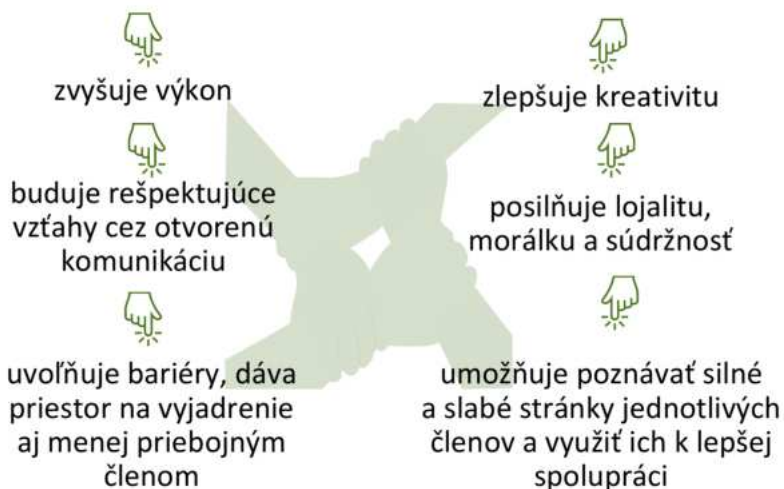 zvyšuje výkon
buduje rešpektujúce
vzťahy cez otvorenú
komunikáciu
uvoľňuje bariéry, dáva
priestor na vyjadrenie
aj menej priebojným
členom
zlepšuje kreativitu
posilňuje lojalitu,
morálku a súdržnosť
umožňuje poznávať silné
a slabé stránky jednotlivých
členov a využiť ich k lepšej
spolupráci